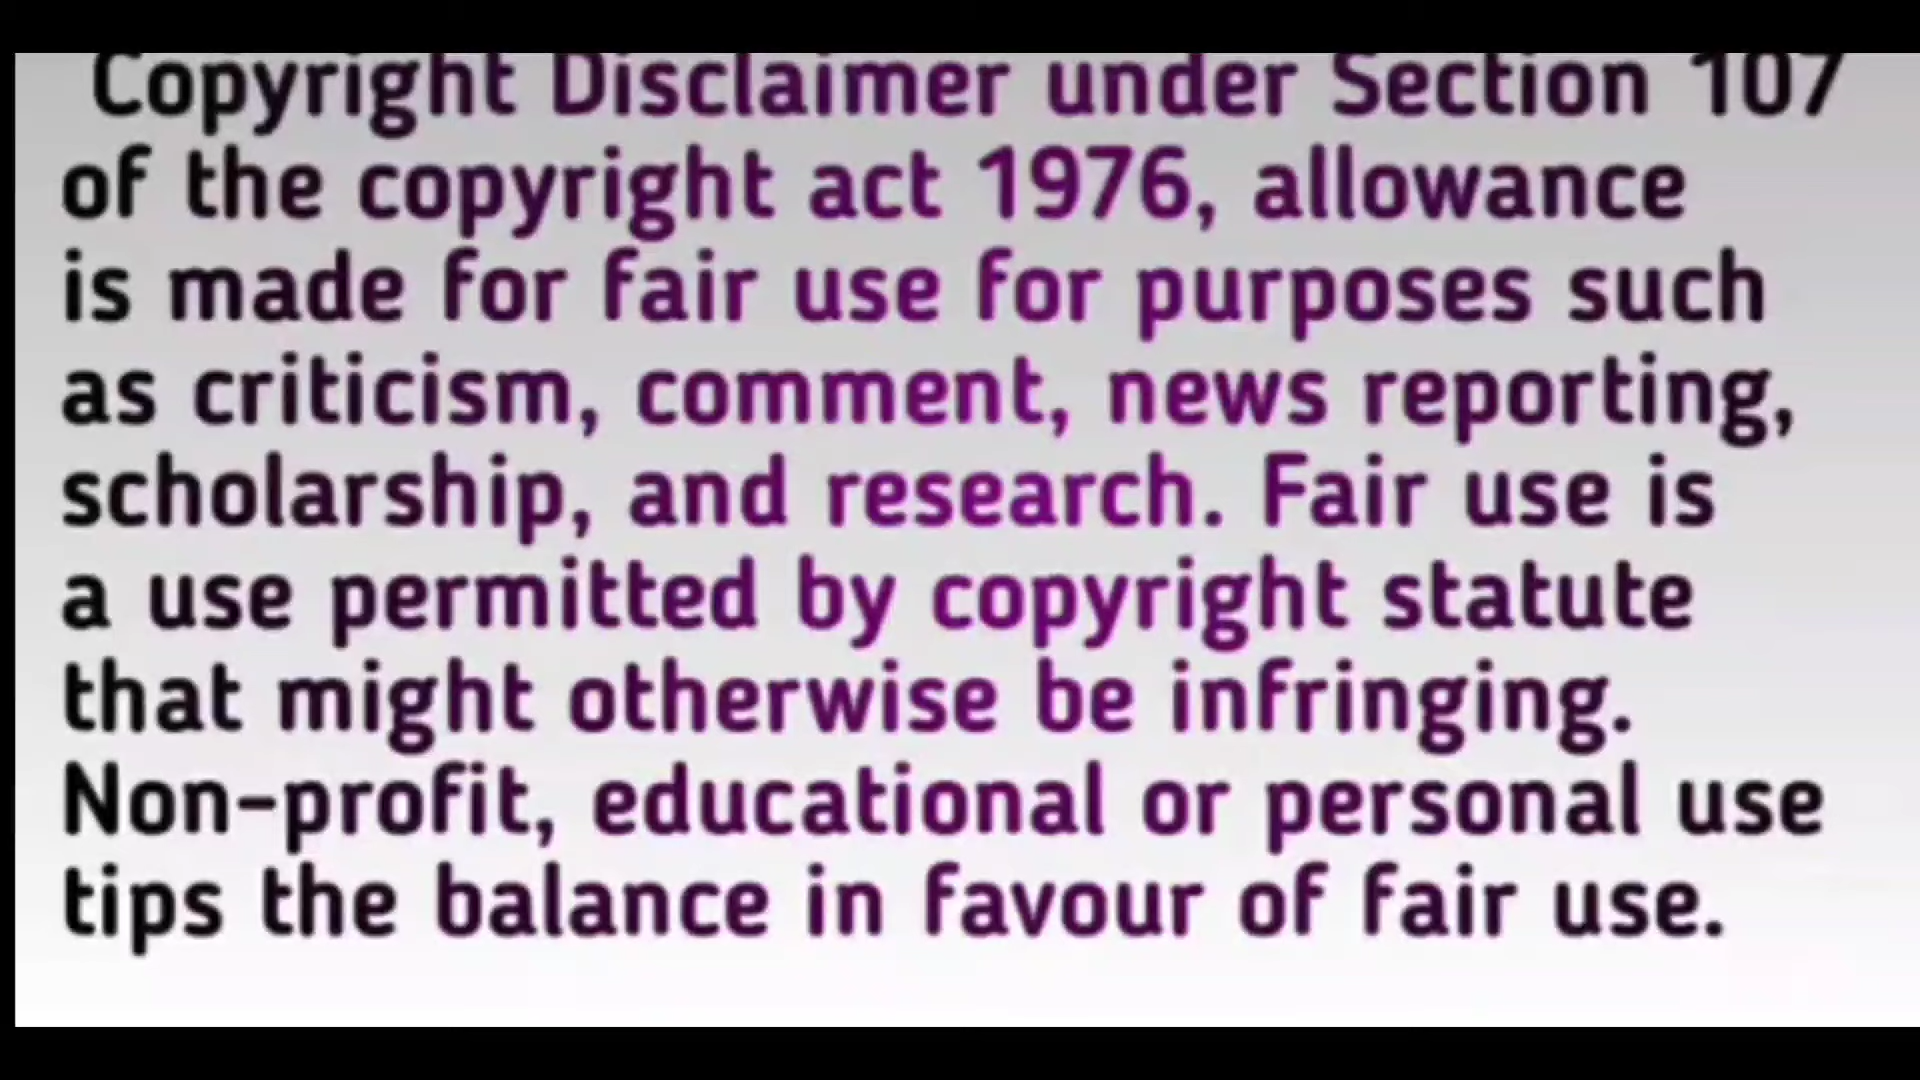 Copyright Disclaimer under Section 107
of the copyright act 1976, allowance
is made for fair use for purposes such
as criticism, comment, news reporting,
scholarship, and research. Fair use is
a use permitted by copyright statute
that might otherwise be infringing.
Non-profit, educational or personal use
tips the balance in favour of fair use.